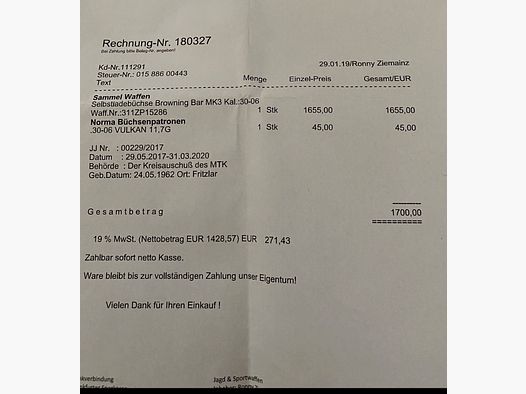 Rechnung-Nr. 180327
Bei Zahlung bitte Beleg-Nr. angeben!
Kd-Nr.111291 29.01.19/Ronny Ziemainz
Steuer-Nr.: 015 886 00443
Text Menge Einzel-Preis Gesamt/EUR
Sammel Waffen
Selbstladebüchse Browning Bar MK3 Kal.:30-06
Waff.Nr.:311ZP15286 1 Stk 1655,00 1655,00
Norma Büchsenpatronen
.30-06 VULKAN 11,7G 1 Stk 45,00 45,00
JJ Nr. : 00229/2017
Datum : 29.05.2017-31.03.2020
Behörde : Der Kreisauschuß des MTK
Geb.Datum: 24.05.1962 Ort: Fritzlar
Gesamtbetrag 1700,00
==========
19 % MwSt. (Nettobetrag EUR 1428,57) EUR 271,43
Zahlbar sofort netto Kasse.
Ware bleibt bis zur vollständigen Zahlung unser Eigentum!
Vielen Dank für Ihren Einkauf !
Jagd & Sportwaffen